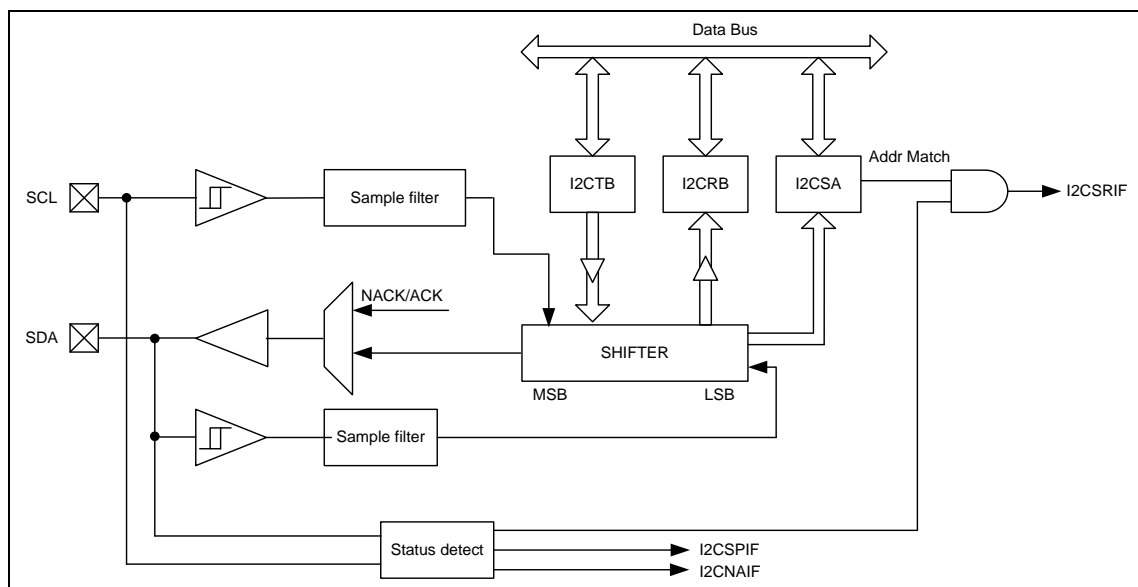 Data Bus
I2CTB
I2CRB
I2CSA
Addr Match
I2CSRIF
SCL
Sample filter
NACK/ACK
SDA
SHIFTER
MSB
LSB
Sample filter
Status detect
I2CSPIF
I2CNAIF